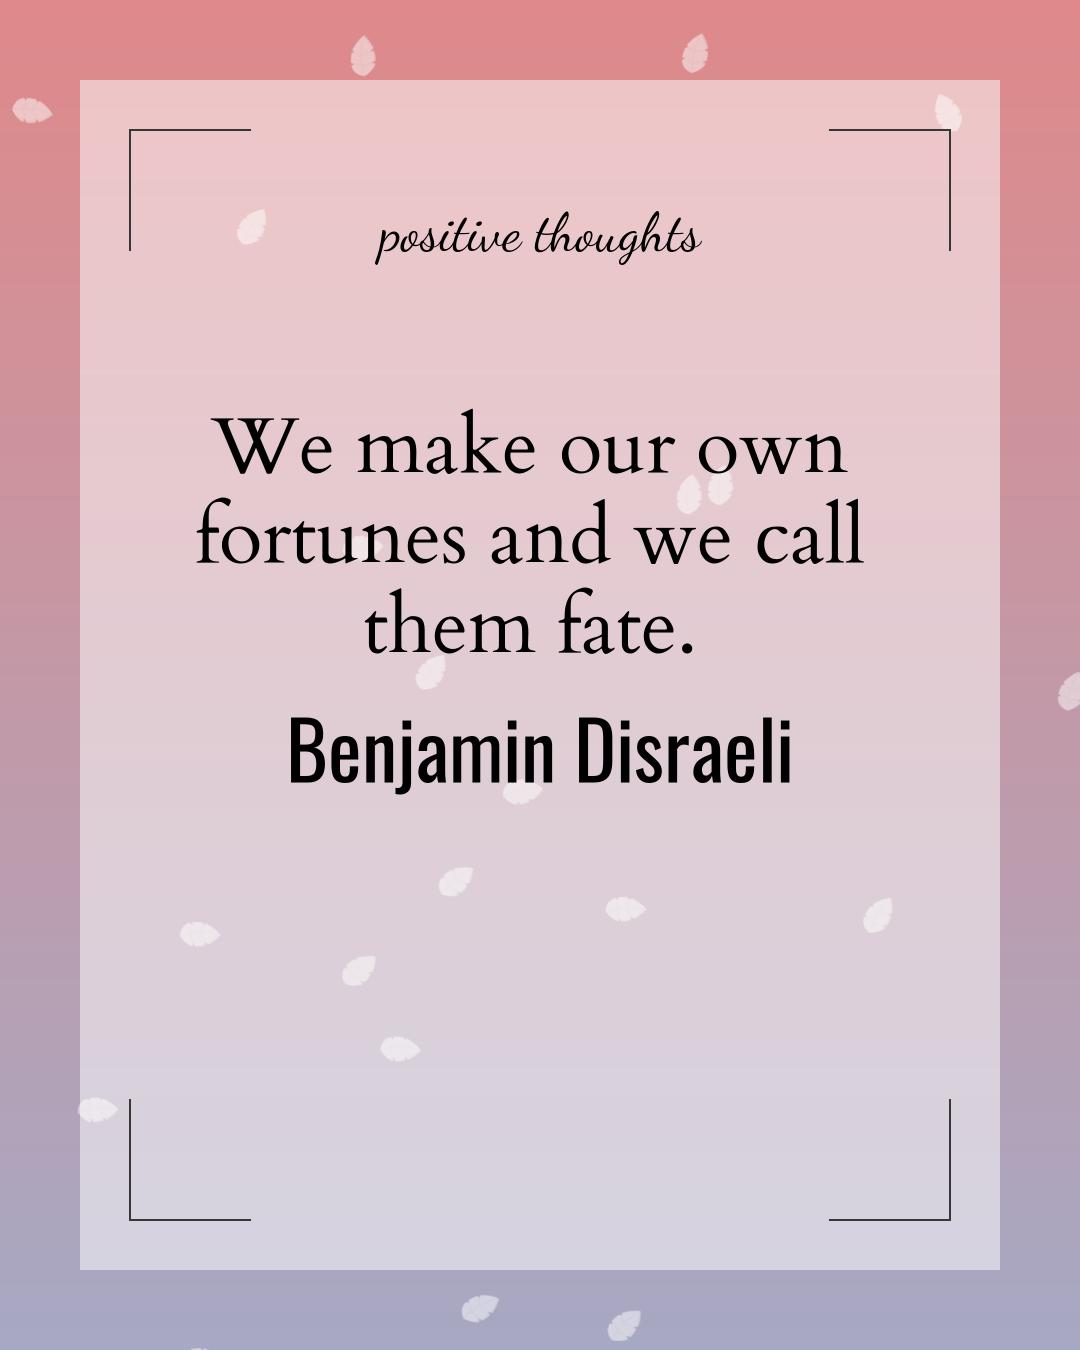 positive thoughts
We make our own
fortunes and we call
them fate.
Benjamin Disraeli